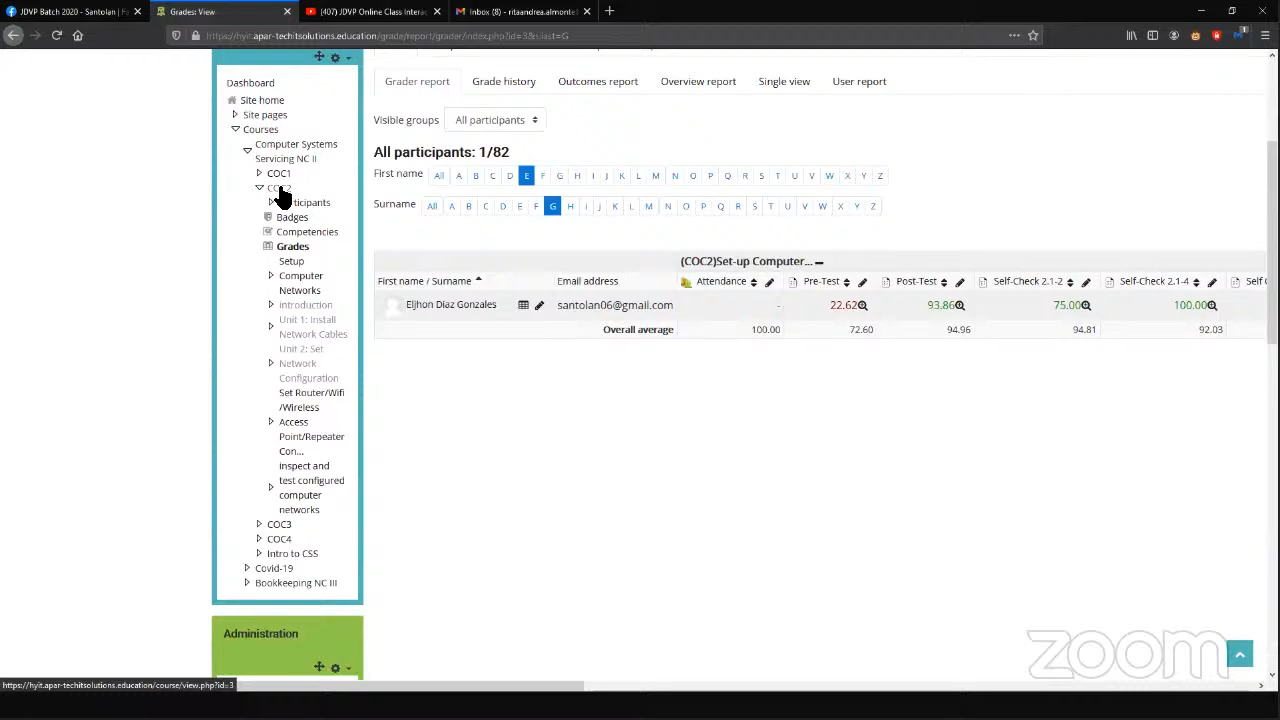 JDVP Batch 2020 - Santolan | Fa
Grades: View
(407) JDVP Online Class Interac
Inbox (8) - ritaandrea.almonte
https://hyit.apar-techitsolutions.education/grade/report/grader/index.php?id=3&silast=G
Dashboard
Site home
Site pages
Courses
Computer Systems
Servicing NC II
COC1
COC2
Participants
Badges
Competencies
Grades
Setup
Computer
Networks
introduction
Unit 1: Install
Network Cables
Unit 2: Set
Network
Configuration
Set Router/Wifi
/Wireless
Access
Point/Repeater
Con...
inspect and
test configured
computer
networks
COC3
COC4
Intro to CSS
Covid-19
Bookkeeping NC III
Administration
Grader report Grade history Outcomes report Overview report Single view User report
Visible groups All participants
All participants: 1/82
First name All A B C D E F G H I J K L M N O P Q R S T U V W X Y Z
Surname All A B C D E F G H I J K L M N O P Q R S T U V W X Y Z
(COC2)Set-up Computer...
First name / Surname Email address Attendance Pre-Test Post-Test Self-Check 2.1-2 Self-Check 2.1-4 Self C
Eljhon Diaz Gonzales santolan06@gmail.com - 22.62 93.86 75.00 100.00
Overall average 100.00 72.60 94.96 94.81 92.03
zoom
https://hyit.apar-techitsolutions.education/course/view.php?id=3